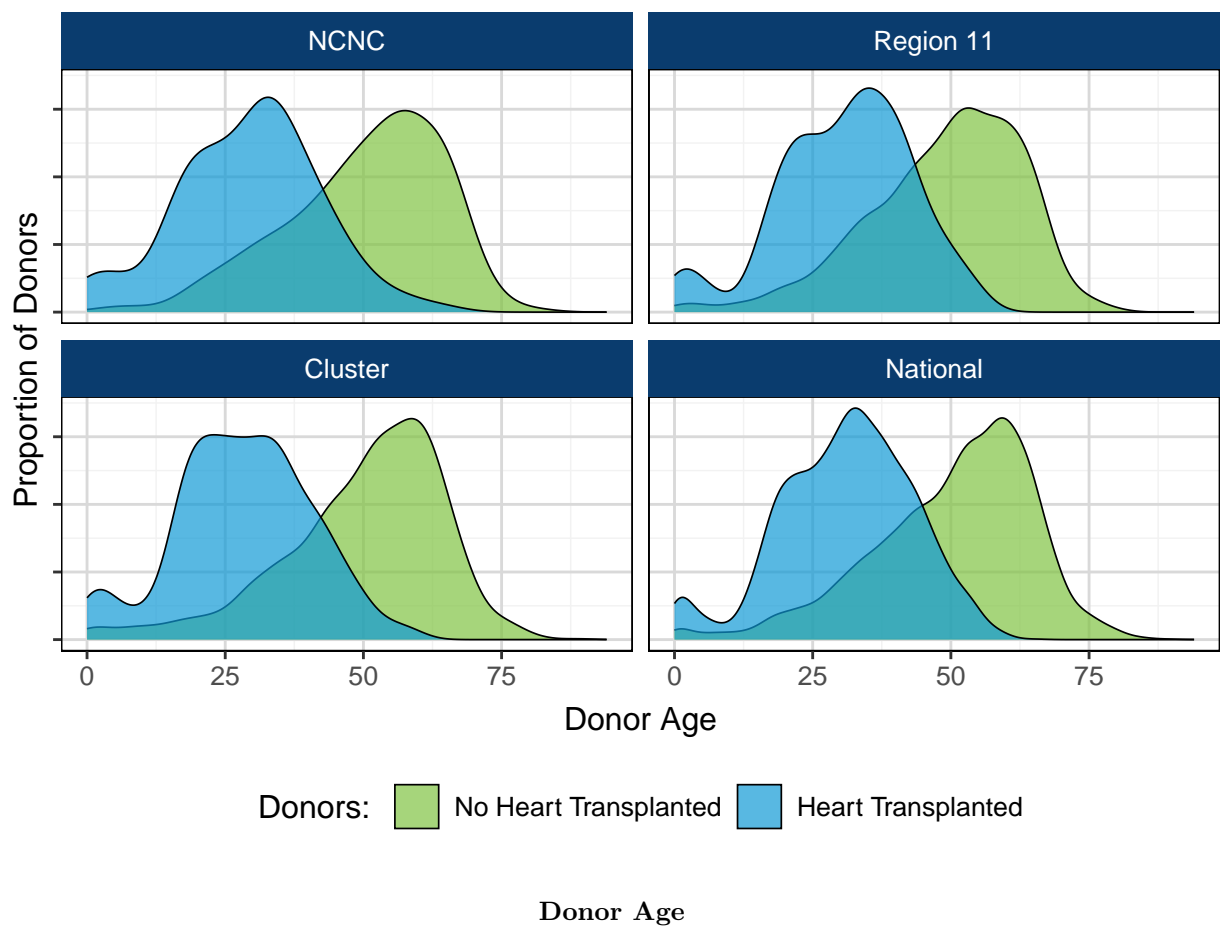 NCNC
Region 11
Cluster
National
Proportion of Donors
0 25 50 75
0 25 50 75
Donor Age
Donors: No Heart Transplanted Heart Transplanted
Donor Age